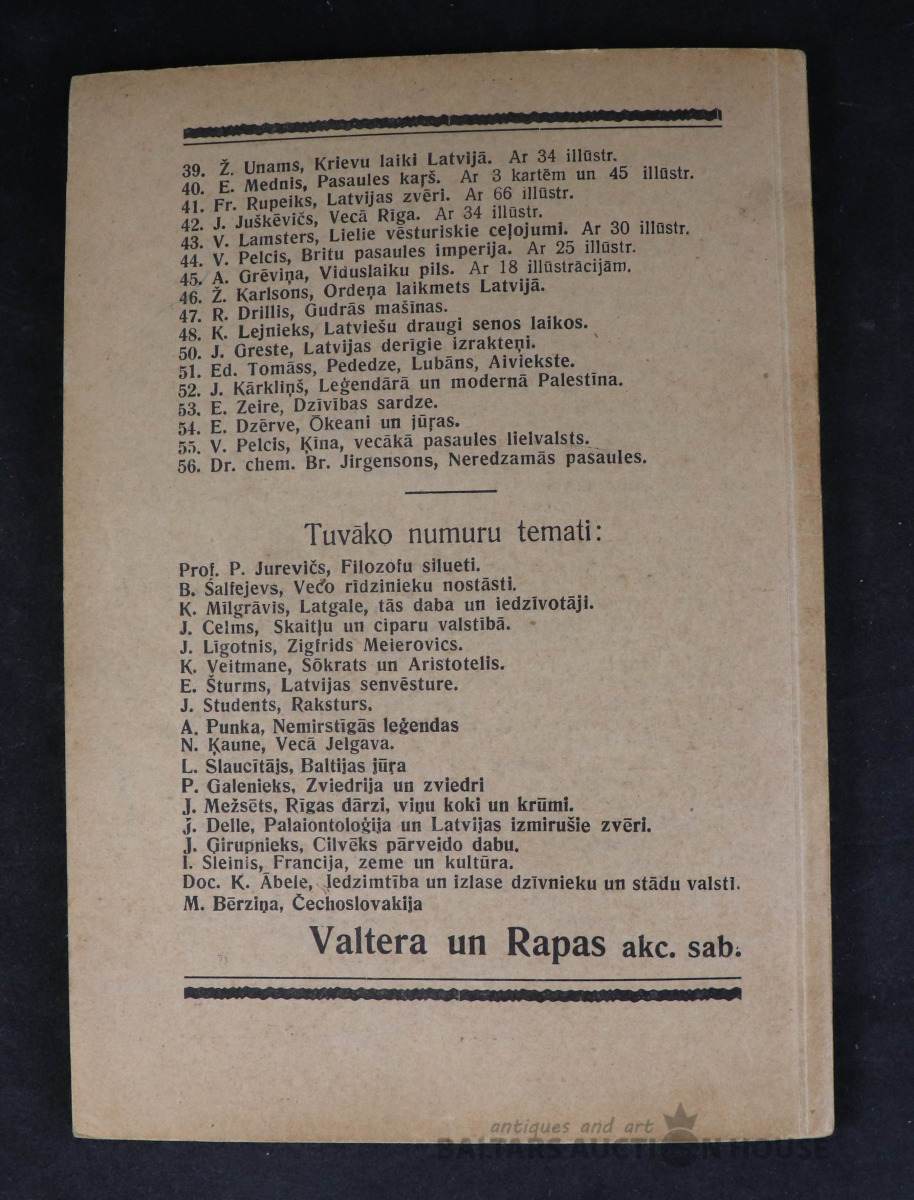 39. Ž. Unams, Krievu laiki Latvijā. Ar 34 illūstr.
40. E. Mednis, Pasaules kaŗš. Ar 3 kartēm un 45 illūstr.
41. Fr. Rupeiks, Latvijas zvēri. Ar 66 illūstr.
42. J. Juškēvičs, Vecā Rīga. Ar 34 illūstr.
43. V. Lamsters, Lielie vēsturiskie ceļojumi. Ar 30 illūstr.
44. V. Pelcis, Britu pasaules imperija. Ar 25 illūstr.
45. A. Grēviņa, Viduslaiku pils. Ar 18 illūstrācijām.
46. Ž. Karlsons, Ordeņa laikmets Latvijā.
47. R. Drillis, Gudrās mašīnas.
48. K. Lejnieks, Latviešu draugi senos laikos.
50. J. Greste, Latvijas derīgie izrakteņi.
51. Ed. Tomāss, Pededze, Lubāns, Aiviekste.
52. J. Kārkliņš, Leģendārā un modernā Palestīna.
53. E. Zeire, Dzīvības sardze.
54. E. Dzērve, Ōkeani un jūŗas.
55. V. Pelcis, Ķīna, vecākā pasaules lielvalsts.
56. Dr. chem. Br. Jirgensons, Neredzamās pasaules.
Tuvāko numuru temati:
Prof. P. Jurevičs, Filozofu silueti.
B. Salfejevs, Veco rīdzinieku nostāsti.
K. Milgrāvis, Latgale, tās daba un iedzīvotāji.
J. Celms, Skaitļu un ciparu valstībā.
J. Līgotnis, Zigfrids Meierovics.
K. Veitmane, Sōkrats un Aristotelis.
E. Šturms, Latvijas senvēsture.
J. Students, Raksturs.
A. Punka, Nemirstīgās leģendas
N. Ķaune, Vecā Jelgava.
L. Slaucītājs, Baltijas jūŗa
P. Galenieks, Zviedrija un zviedri
J. Mežsēts, Rīgas dārzi, viņu koki un krūmi.
j. Delle, Palaiontoloģija un Latvijas izmirušie zvēri.
J. Ģirupnieks, Cilvēks pārveido dabu.
I. Sleinis, Francija, zeme un kultūra.
Doc. K. Ābele, Iedzimtība un izlase dzīvnieku un stādu valstī.
M. Bērziņa, Čechoslovakija
Valtera un Rapas akc. sab.
antiques and art
BALTARS AUCTION HOUSE